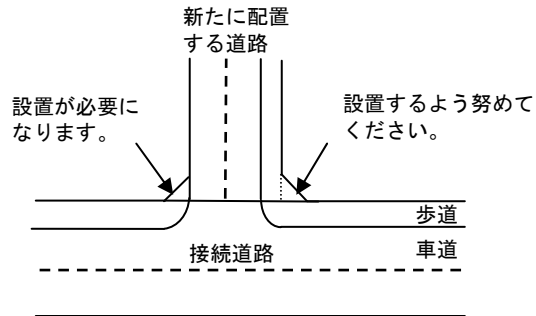 新たに配置
する道路
設置が必要に
なります。
設置するよう努めて
ください。
歩道
接続道路
車道